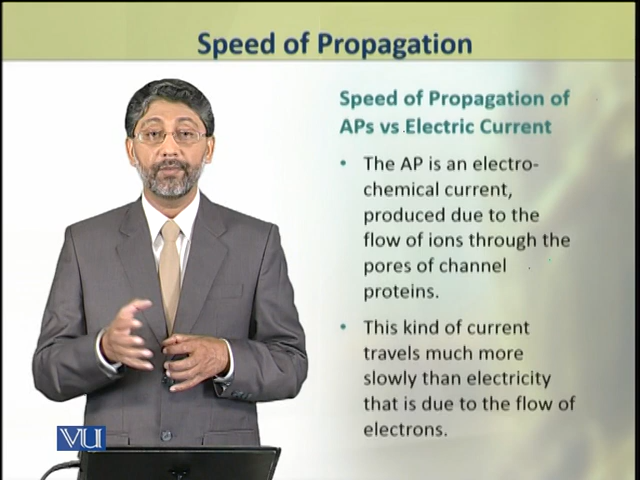 Speed of Propagation
Speed of Propagation of
APs vs Electric Current
• The AP is an electro-
chemical current,
produced due to the
flow of ions through the
pores of channel
proteins.
• This kind of current
travels much more
slowly than electricity
that is due to the flow of
electrons.
VU